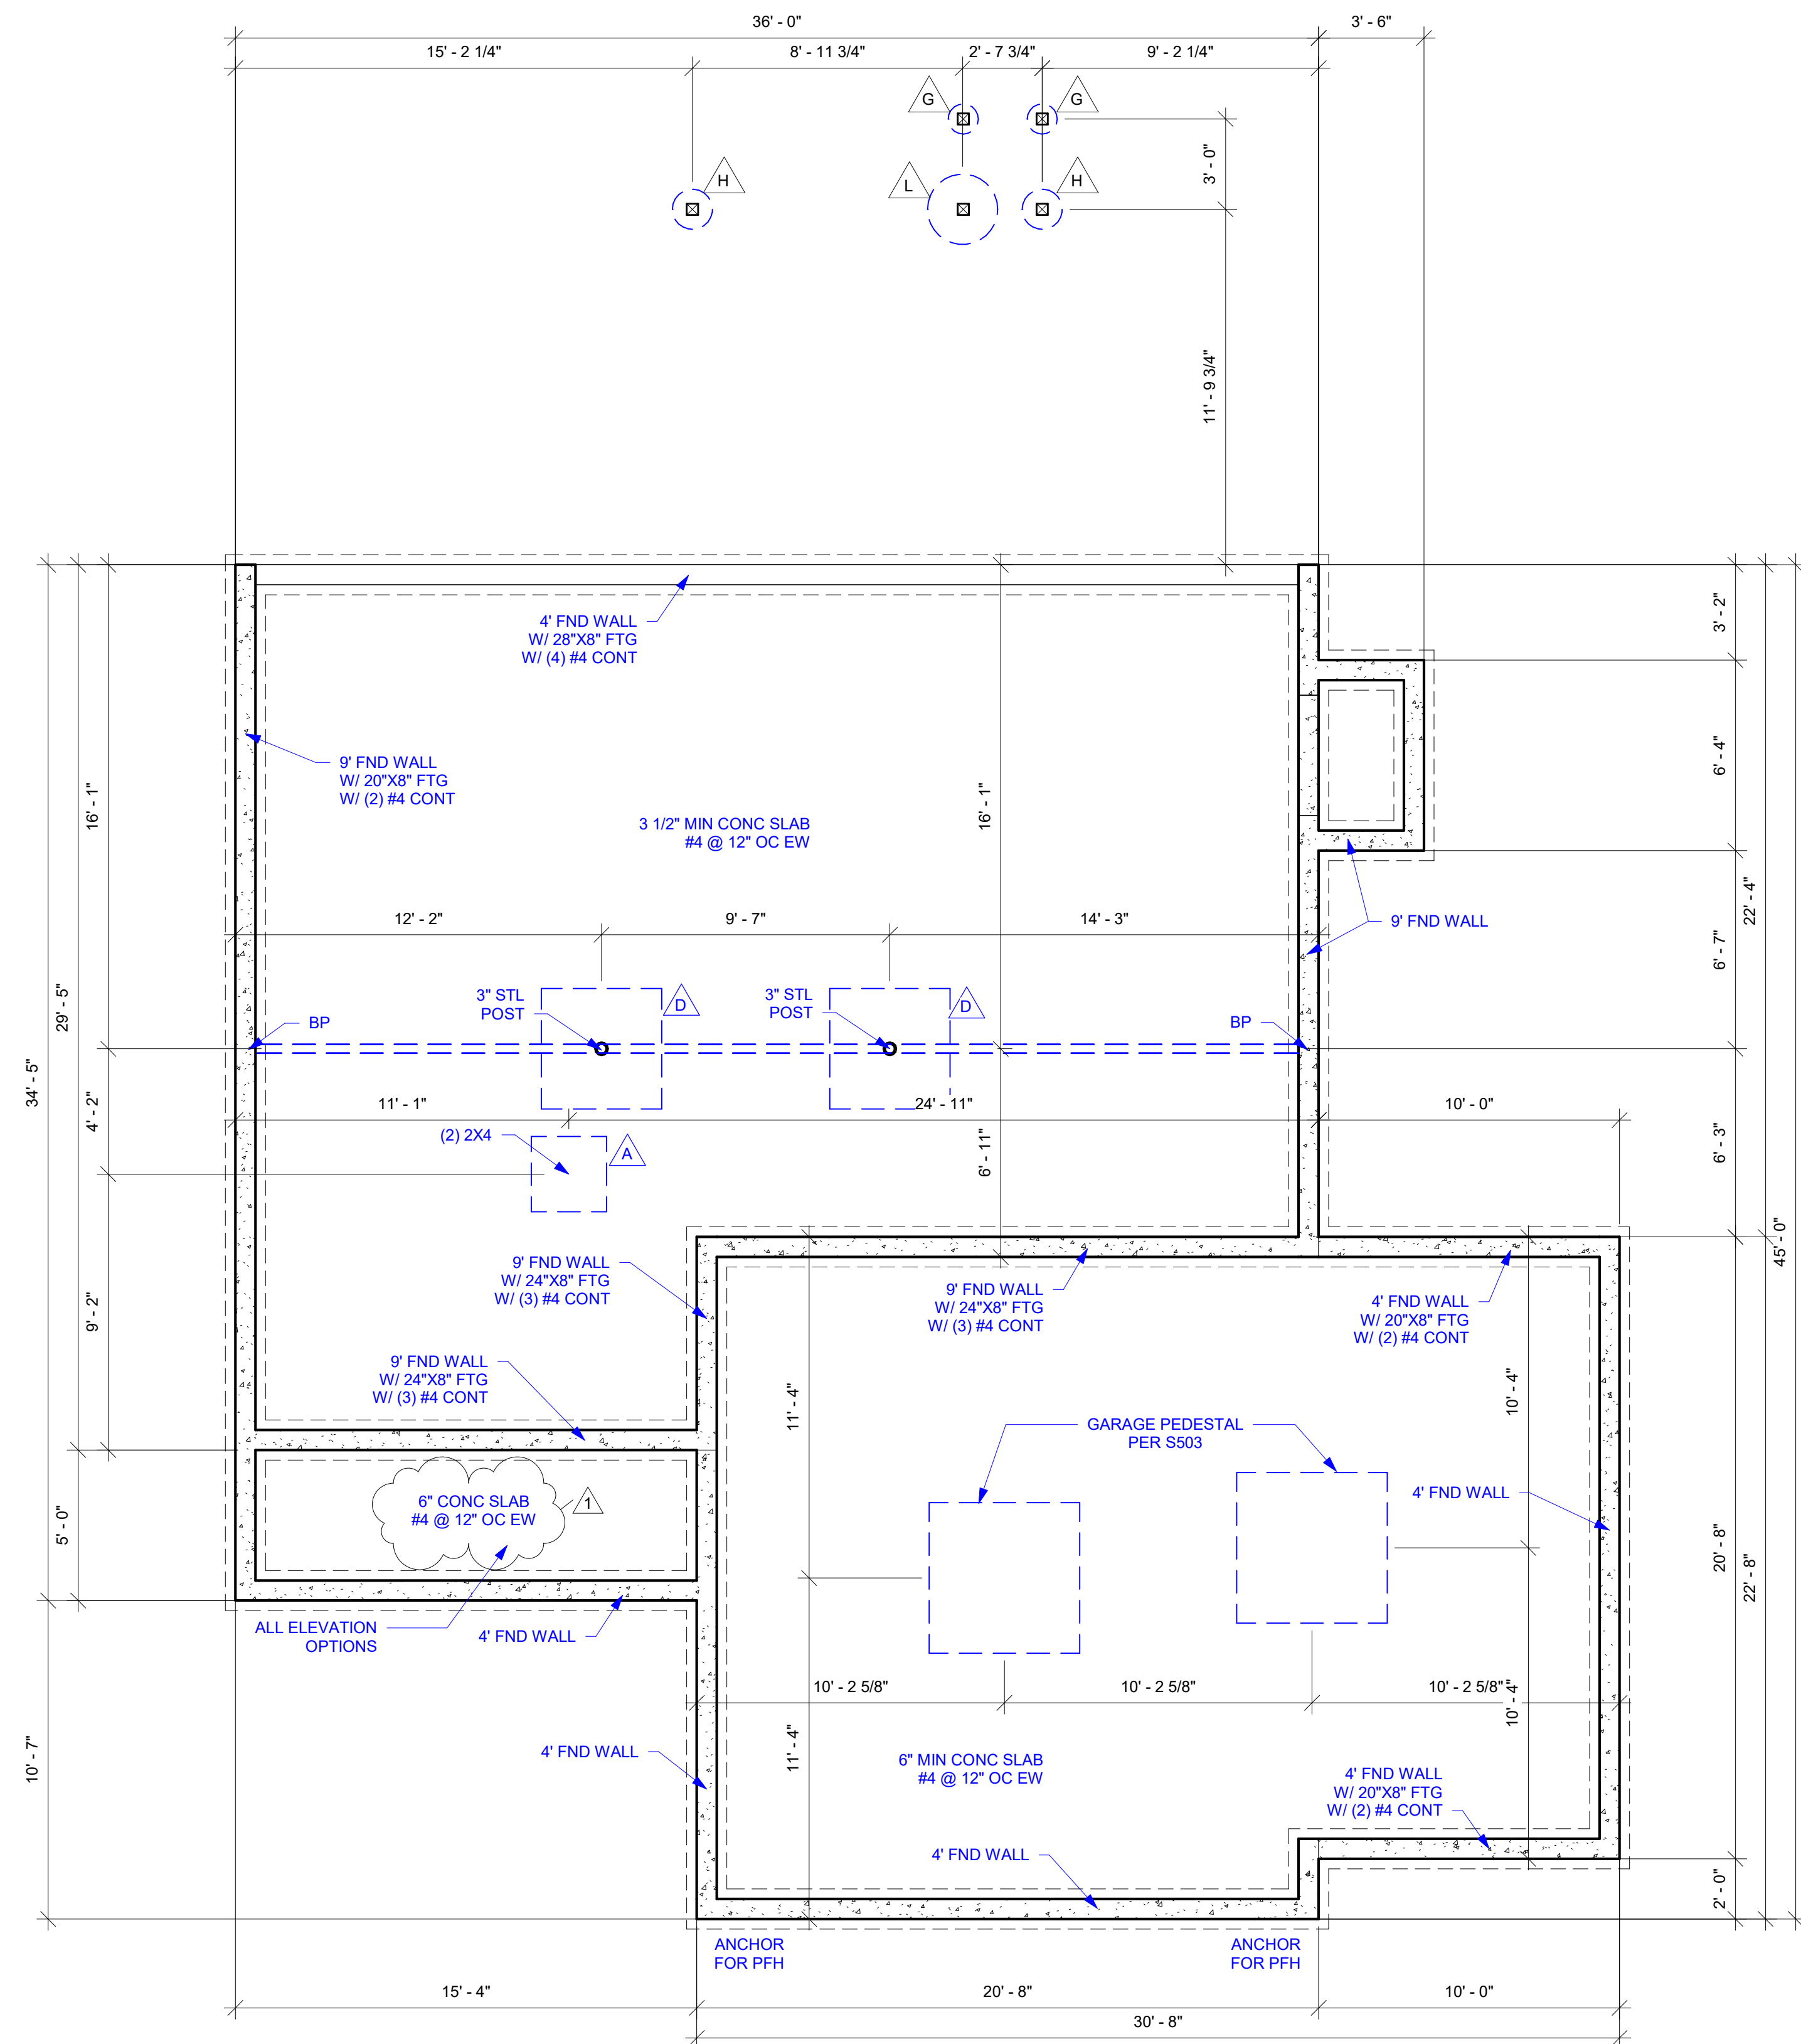 36' - 0"
3' - 6"
15' - 2 1/4"
8' - 11 3/4"
2' - 7 3/4"
9' - 2 1/4"
G
G
3' - 0"
H
L
H
11' - 9 3/4"
4' FND WALL
W/ 28"X8" FTG
W/ (4) #4 CONT
3' - 2"
9' FND WALL
W/ 20"X8" FTG
W/ (2) #4 CONT
6' - 4"
16' - 1"
16' - 1"
3 1/2" MIN CONC SLAB
#4 @ 12" OC EW
22' - 4"
12' - 2"
9' - 7"
14' - 3"
9' FND WALL
6' - 7"
29' - 5"
3" STL
POST
D
3" STL
POST
D
BP
BP
34' - 5"
4' - 2"
11' - 1"
24' - 11"
10' - 0"
(2) 2X4
A
6' - 11"
6' - 3"
45' - 0"
9' FND WALL
W/ 24"X8" FTG
W/ (3) #4 CONT
9' FND WALL
W/ 24"X8" FTG
W/ (3) #4 CONT
4' FND WALL
W/ 20"X8" FTG
W/ (2) #4 CONT
9' - 2"
9' FND WALL
W/ 24"X8" FTG
W/ (3) #4 CONT
11' - 4"
10' - 4"
GARAGE PEDESTAL
PER S503
4' FND WALL
6" CONC SLAB
#4 @ 12" OC EW
1
5' - 0"
20' - 8"
22' - 8"
ALL ELEVATION
OPTIONS
4' FND WALL
10' - 2 5/8"
10' - 2 5/8"
10' - 2 5/8"
10' - 4"
10' - 7"
11' - 4"
4' FND WALL
6" MIN CONC SLAB
#4 @ 12" OC EW
4' FND WALL
W/ 20"X8" FTG
W/ (2) #4 CONT
4' FND WALL
2' - 0"
ANCHOR
FOR PFH
ANCHOR
FOR PFH
15' - 4"
20' - 8"
10' - 0"
30' - 8"